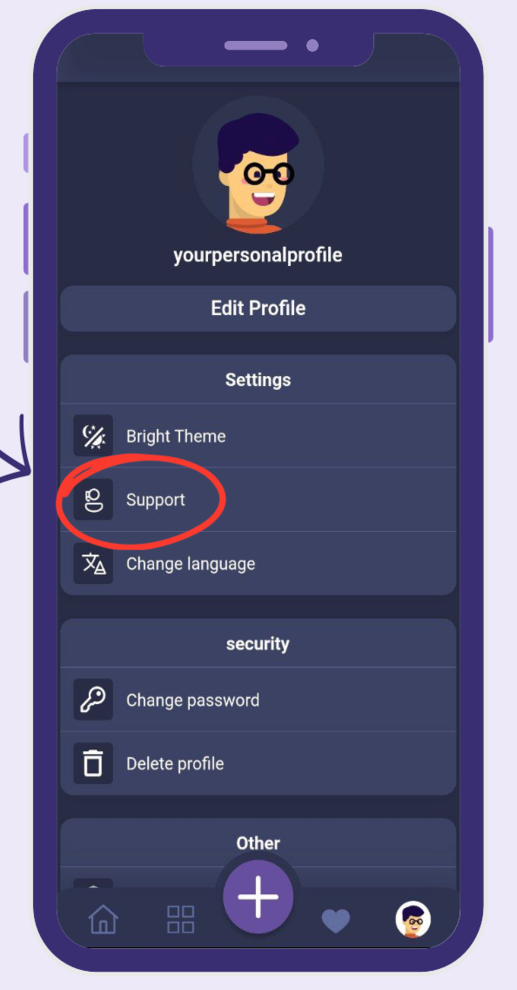 yourpersonalprofile
Edit Profile
Settings
Bright Theme
Support
Change language
security
Change password
Delete profile
Other